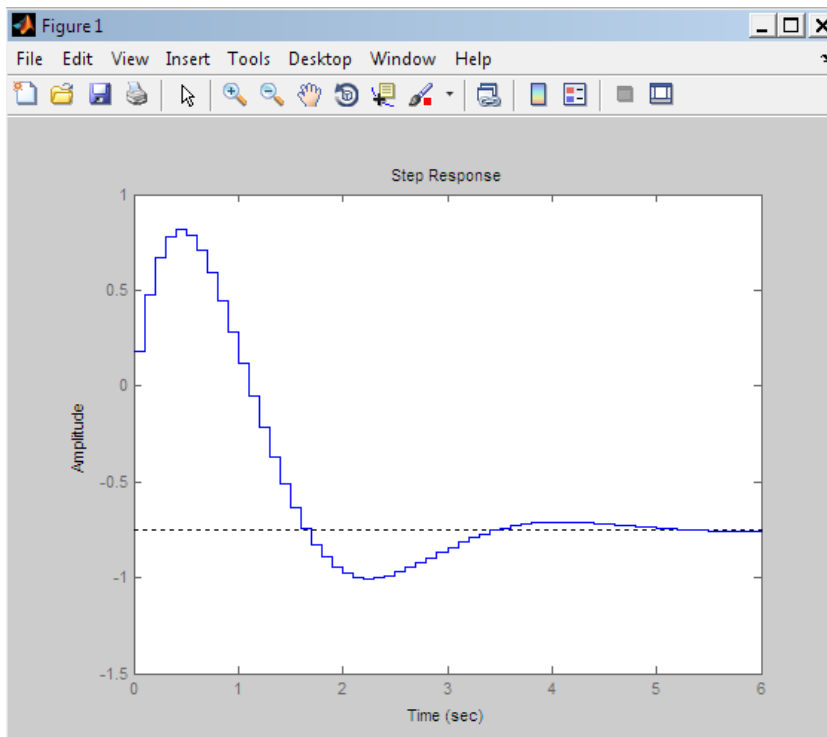 Figure 1
File Edit View Insert Tools Desktop Window Help
Step Response
1
0.5
0
-0.5
-1
-1.5
Amplitude
0 1 2 3 4 5 6
Time (sec)